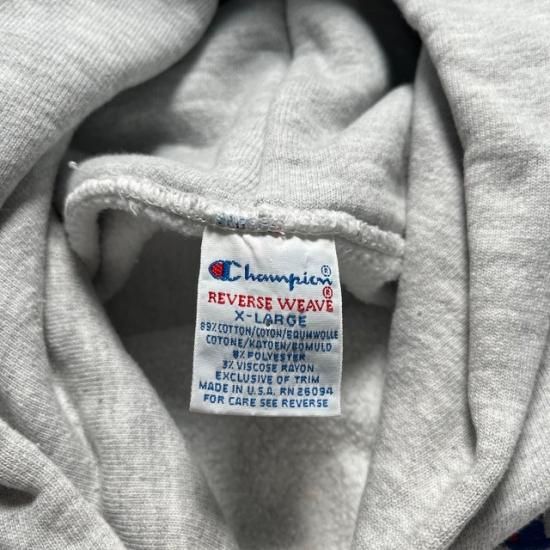 Champion®
REVERSE WEAVE®
X-LARGE
89% COTTON/COTON/BAUMWOLLE
COTONE/KATOEN/BOMULD
8% POLYESTER
3% VISCOSE RAYON
EXCLUSIVE OF TRIM
MADE IN U.S.A. RN 26094
FOR CARE SEE REVERSE